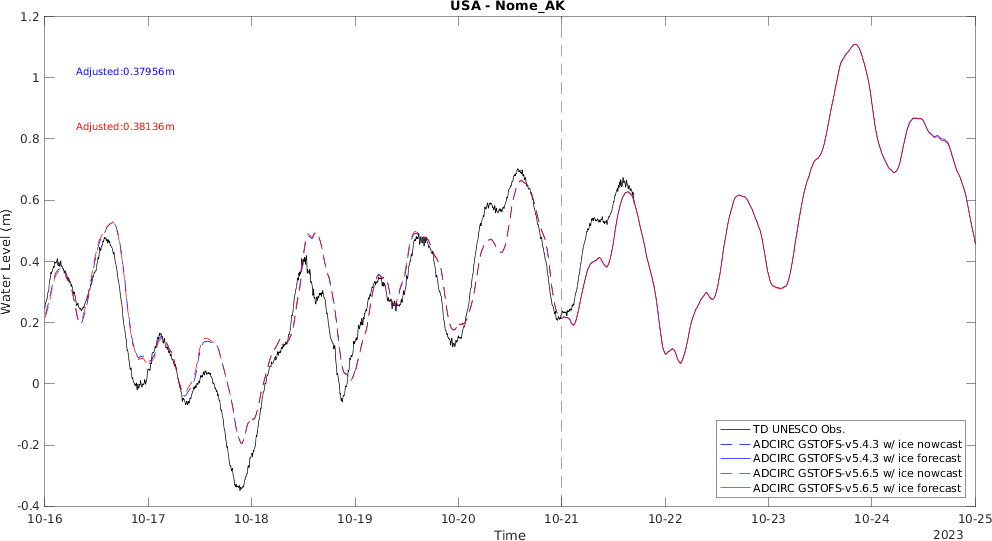 USA - Nome_AK
1.2
1
0.8
0.6
0.4
0.2
0
-0.2
-0.4
Water Level (m)
Adjusted:0.37956m
Adjusted:0.38136m
TD UNESCO Obs.
ADCIRC GSTOFS-v5.4.3 w/ ice nowcast
ADCIRC GSTOFS-v5.4.3 w/ ice forecast
ADCIRC GSTOFS-v5.6.5 w/ ice nowcast
ADCIRC GSTOFS-v5.6.5 w/ ice forecast
10-16 10-17 10-18 10-19 10-20 10-21 10-22 10-23 10-24 10-25
Time
2023